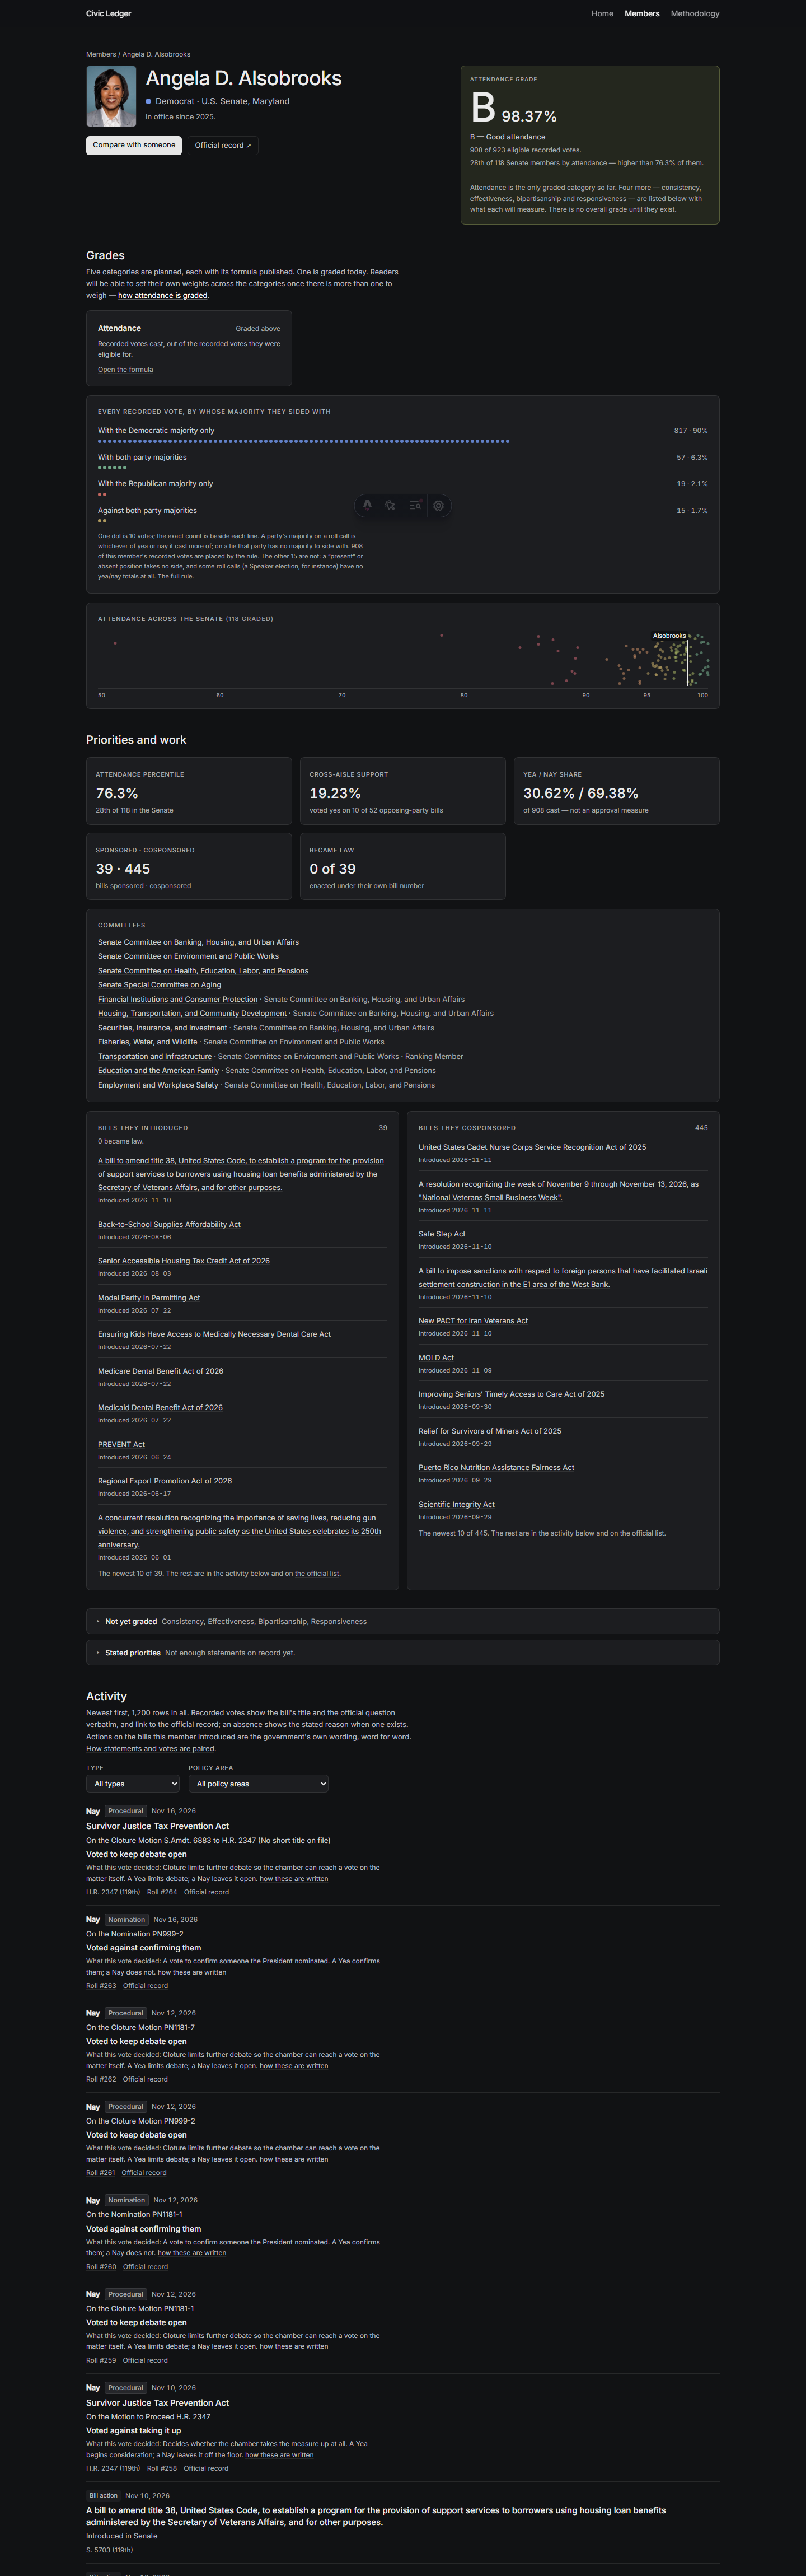 Civic Ledger
Home Members Methodology
Members / Angela D. Alsobrooks
Angela D. Alsobrooks
Democrat · U.S. Senate, Maryland
In office since 2025.
Compare with someone
Official record ↗
ATTENDANCE GRADE
B 98.37%
B — Good attendance
908 of 923 eligible recorded votes.
28th of 118 Senate members by attendance — higher than 76.3% of them.
Attendance is the only graded category so far. Four more — consistency,
effectiveness, bipartisanship and responsiveness — are listed below with
what each will measure. There is no overall grade until they exist.
Grades
Five categories are planned, each with its formula published. One is graded today. Readers
will be able to set their own weights across the categories once there is more than one to
weigh — how attendance is graded.
Attendance
Graded above
Recorded votes cast, out of the recorded votes they were
eligible for.
Open the formula
EVERY RECORDED VOTE, BY WHOSE MAJORITY THEY SIDED WITH
With the Democratic majority only
817 · 90%
With both party majorities
57 · 6.3%
With the Republican majority only
19 · 2.1%
Against both party majorities
15 · 1.7%
One dot is 10 votes; the exact count is beside each line. A party's majority on a roll call is
whichever of yea or nay it cast more of; on a tie that party has no majority to side with. 908
of this member's recorded votes are placed by the rule. The other 15 are not: a "present" or
absent position takes no side, and some roll calls (a Speaker election, for instance) have no
yea/nay totals at all. The full rule.
ATTENDANCE ACROSS THE SENATE (118 GRADED)
Alsobrooks
50 60 70 80 90 95 100
Priorities and work
ATTENDANCE PERCENTILE
76.3%
28th of 118 in the Senate
CROSS-AISLE SUPPORT
19.23%
voted yes on 10 of 52 opposing-party bills
YEA / NAY SHARE
30.62% / 69.38%
of 908 cast — not an approval measure
SPONSORED · COSPONSORED
39 · 445
bills sponsored · cosponsored
BECAME LAW
0 of 39
enacted under their own bill number
COMMITTEES
Senate Committee on Banking, Housing, and Urban Affairs
Senate Committee on Environment and Public Works
Senate Committee on Health, Education, Labor, and Pensions
Senate Special Committee on Aging
Financial Institutions and Consumer Protection · Senate Committee on Banking, Housing, and Urban Affairs
Housing, Transportation, and Community Development · Senate Committee on Banking, Housing, and Urban Affairs
Securities, Insurance, and Investment · Senate Committee on Banking, Housing, and Urban Affairs
Fisheries, Water, and Wildlife · Senate Committee on Environment and Public Works
Transportation and Infrastructure · Senate Committee on Environment and Public Works · Ranking Member
Education and the American Family · Senate Committee on Health, Education, Labor, and Pensions
Employment and Workplace Safety · Senate Committee on Health, Education, Labor, and Pensions
BILLS THEY INTRODUCED
39
0 became law.
A bill to amend title 38, United States Code, to establish a program for the provision
of support services to borrowers using housing loan benefits administered by the
Secretary of Veterans Affairs, and for other purposes.
Introduced 2026-11-10
Back-to-School Supplies Affordability Act
Introduced 2026-08-06
Senior Accessible Housing Tax Credit Act of 2026
Introduced 2026-08-03
Modal Parity in Permitting Act
Introduced 2026-07-22
Ensuring Kids Have Access to Medically Necessary Dental Care Act
Introduced 2026-07-22
Medicare Dental Benefit Act of 2026
Introduced 2026-07-22
Medicaid Dental Benefit Act of 2026
Introduced 2026-07-22
PREVENT Act
Introduced 2026-06-24
Regional Export Promotion Act of 2026
Introduced 2026-06-17
A concurrent resolution recognizing the importance of saving lives, reducing gun
violence, and strengthening public safety as the United States celebrates its 250th
anniversary.
Introduced 2026-06-01
The newest 10 of 39. The rest are in the activity below and on the official list.
BILLS THEY COSPONSORED
445
United States Cadet Nurse Corps Service Recognition Act of 2025
Introduced 2026-11-11
A resolution recognizing the week of November 9 through November 13, 2026, as
"National Veterans Small Business Week".
Introduced 2026-11-11
Safe Step Act
Introduced 2026-11-10
A bill to impose sanctions with respect to foreign persons that have facilitated Israeli
settlement construction in the E1 area of the West Bank.
Introduced 2026-11-10
New PACT for Iran Veterans Act
Introduced 2026-11-10
MOLD Act
Introduced 2026-11-09
Improving Seniors' Timely Access to Care Act of 2025
Introduced 2026-09-30
Relief for Survivors of Miners Act of 2025
Introduced 2026-09-29
Puerto Rico Nutrition Assistance Fairness Act
Introduced 2026-09-29
Scientific Integrity Act
Introduced 2026-09-29
The newest 10 of 445. The rest are in the activity below and on the official list.
Not yet graded Consistency, Effectiveness, Bipartisanship, Responsiveness
Stated priorities Not enough statements on record yet.
Activity
Newest first, 1,200 rows in all. Recorded votes show the bill's title and the official question
verbatim, and link to the official record; an absence shows the stated reason when one exists.
Actions on the bills this member introduced are the government's own wording, word for word.
How statements and votes are paired.
TYPE
All types
POLICY AREA
All policy areas
Nay Procedural Nov 16, 2026
Survivor Justice Tax Prevention Act
On the Cloture Motion S.Amdt. 6883 to H.R. 2347 (No short title on file)
Voted to keep debate open
What this vote decided: Cloture limits further debate so the chamber can reach a vote on the
matter itself. A Yea limits debate; a Nay leaves it open. how these are written
H.R. 2347 (119th) Roll #264 Official record
Nay Nomination Nov 16, 2026
On the Nomination PN999-2
Voted against confirming them
What this vote decided: A vote to confirm someone the President nominated. A Yea confirms
them; a Nay does not. how these are written
Roll #263 Official record
Nay Procedural Nov 12, 2026
On the Cloture Motion PN1181-7
Voted to keep debate open
What this vote decided: Cloture limits further debate so the chamber can reach a vote on the
matter itself. A Yea limits debate; a Nay leaves it open. how these are written
Roll #262 Official record
Nay Procedural Nov 12, 2026
On the Cloture Motion PN999-2
Voted to keep debate open
What this vote decided: Cloture limits further debate so the chamber can reach a vote on the
matter itself. A Yea limits debate; a Nay leaves it open. how these are written
Roll #261 Official record
Nay Nomination Nov 12, 2026
On the Nomination PN1181-1
Voted against confirming them
What this vote decided: A vote to confirm someone the President nominated. A Yea confirms
them; a Nay does not. how these are written
Roll #260 Official record
Nay Procedural Nov 12, 2026
On the Cloture Motion PN1181-1
Voted to keep debate open
What this vote decided: Cloture limits further debate so the chamber can reach a vote on the
matter itself. A Yea limits debate; a Nay leaves it open. how these are written
Roll #259 Official record
Nay Procedural Nov 10, 2026
Survivor Justice Tax Prevention Act
On the Motion to Proceed H.R. 2347
Voted against taking it up
What this vote decided: Decides whether the chamber takes the measure up at all. A Yea
begins consideration; a Nay leaves it off the floor. how these are written
H.R. 2347 (119th) Roll #258 Official record
Bill action Nov 10, 2026
A bill to amend title 38, United States Code, to establish a program for the provision of support services to borrowers using housing loan benefits
administered by the Secretary of Veterans Affairs, and for other purposes.
Introduced in Senate
S. 5703 (119th)